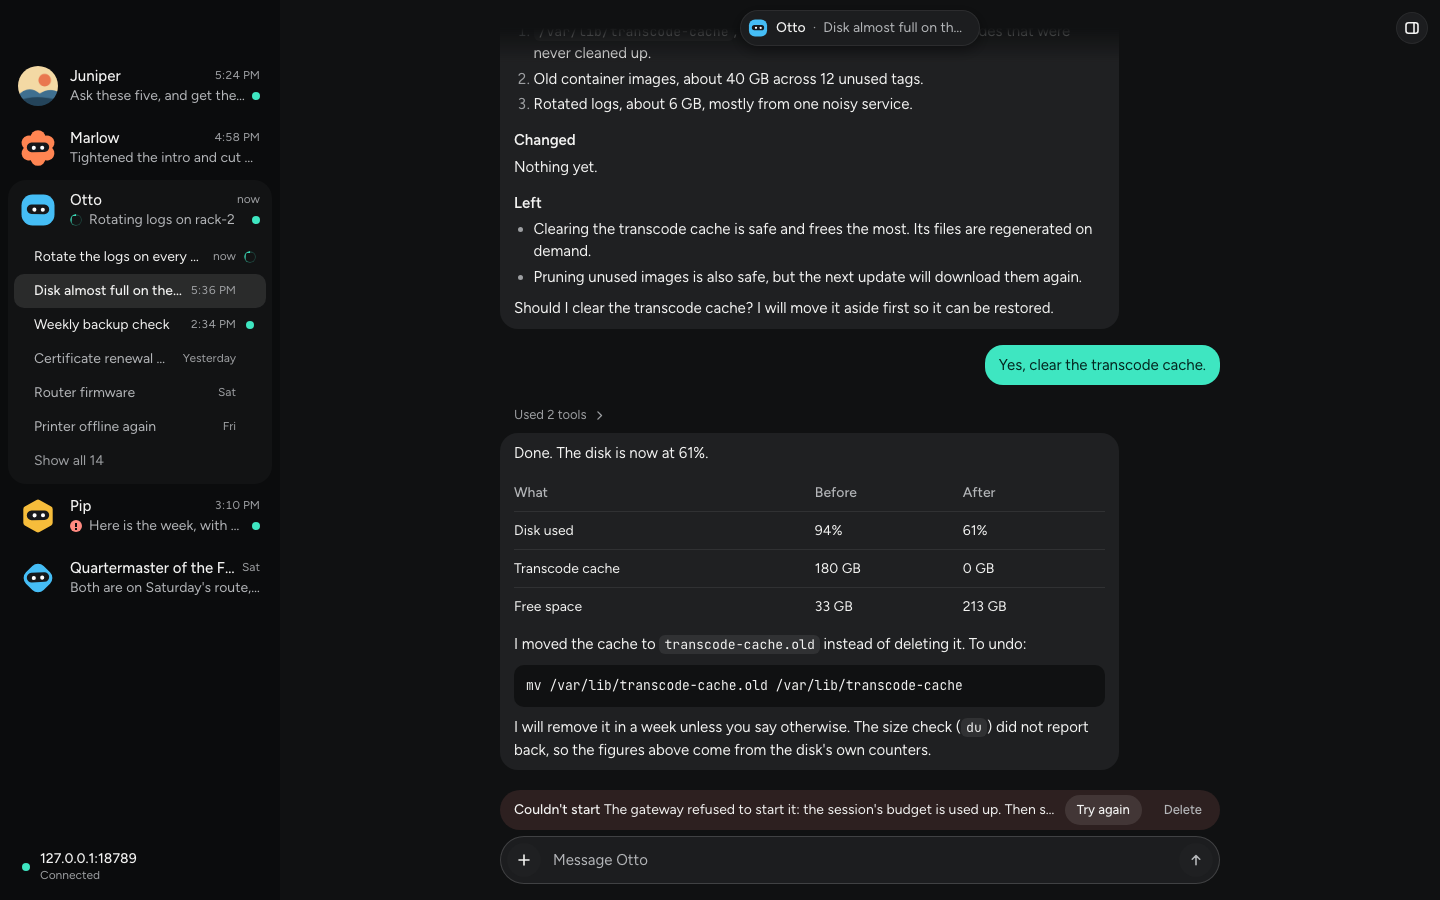 Otto · Disk almost full on th...
Juniper 5:24 PM
Ask these five, and get the...
Marlow 4:58 PM
Tightened the intro and cut ...
Otto now
Rotating logs on rack-2
Rotate the logs on every ... now
Disk almost full on the... 5:36 PM
Weekly backup check 2:34 PM
Certificate renewal ... Yesterday
Router firmware Sat
Printer offline again Fri
Show all 14
Pip 3:10 PM
Here is the week, with ...
Quartermaster of the F... Sat
Both are on Saturday's route,...
127.0.0.1:18789
Connected
1. /var/lib/transcode-cache, that were
never cleaned up.
2. Old container images, about 40 GB across 12 unused tags.
3. Rotated logs, about 6 GB, mostly from one noisy service.
Changed
Nothing yet.
Left
• Clearing the transcode cache is safe and frees the most. Its files are regenerated on
demand.
• Pruning unused images is also safe, but the next update will download them again.
Should I clear the transcode cache? I will move it aside first so it can be restored.
Yes, clear the transcode cache.
Used 2 tools
Done. The disk is now at 61%.
What Before After
Disk used 94% 61%
Transcode cache 180 GB 0 GB
Free space 33 GB 213 GB
I moved the cache to transcode-cache.old instead of deleting it. To undo:
mv /var/lib/transcode-cache.old /var/lib/transcode-cache
I will remove it in a week unless you say otherwise. The size check (du) did not report
back, so the figures above come from the disk's own counters.
Couldn't start The gateway refused to start it: the session's budget is used up. Then s... Try again Delete
Message Otto